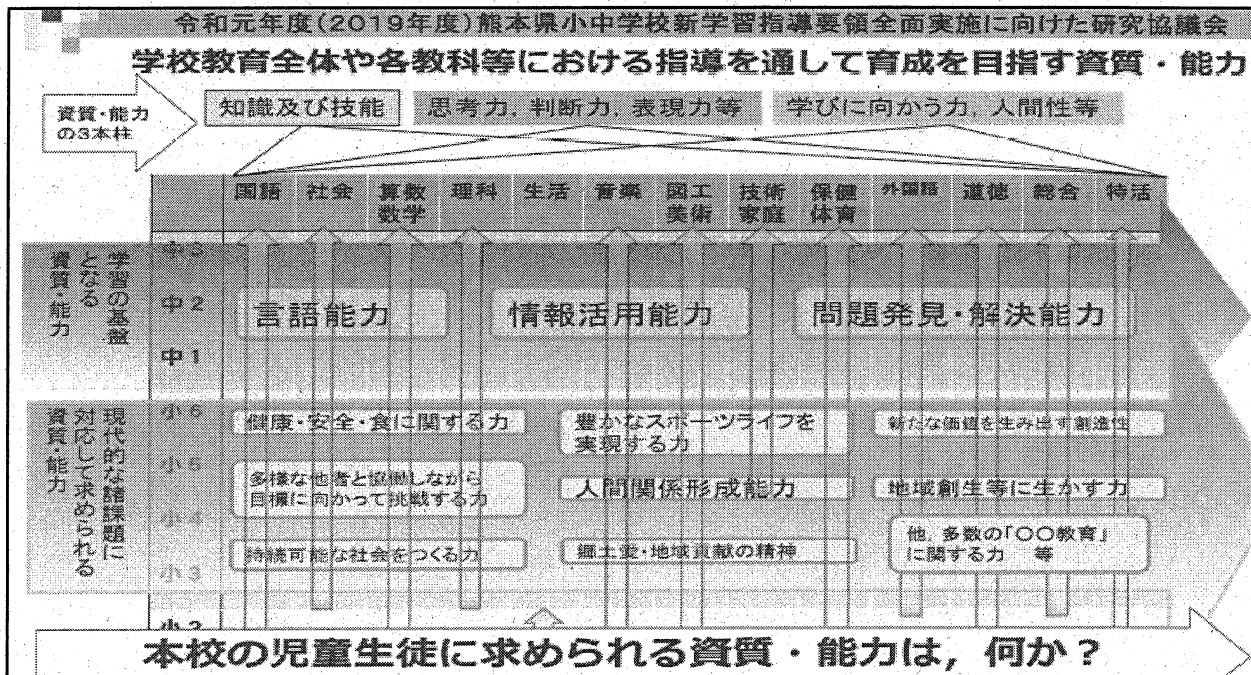 令和元年度(2019年度)熊本県小中学校新学習指導要領全面実施に向けた研究協議会
学校教育全体や各教科等における指導を通して育成を目指す資質・能力
資質・能力
の3本柱
知識及び技能
思考力,判断力,表現力等
学びに向かう力,人間性等
国語
社会
算数
数学
理科
生活
音楽
図工
美術
技術
家庭
保健
体育
外国語
道徳
総合
特活
学習の基盤
となる
資質・能力
中3
中2
中1
言語能力
情報活用能力
問題発見・解決能力
現代的な諸課題に
対応して求められる
資質・能力
小6
小5
小4
小3
小2
健康・安全・食に関する力
豊かなスポーツライフを
実現する力
新たな価値を生み出す創造性
多様な他者と協働しながら
目標に向かって挑戦する力
人間関係形成能力
地域創生等に生かす力
持続可能な社会をつくる力
郷土愛・地域貢献の精神
他,多数の「〇〇教育」
に関する力 等
本校の児童生徒に求められる資質・能力は,何か？